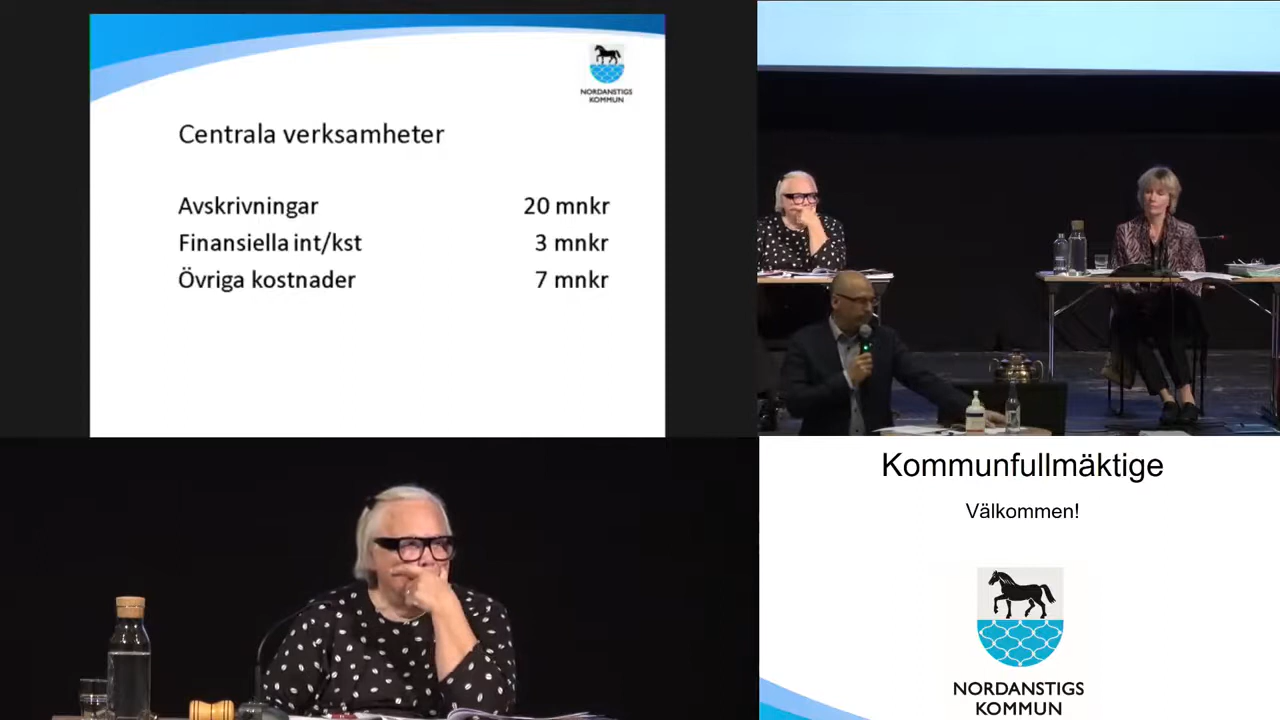 NORDANSTIGS
KOMMUN
Centrala verksamheter
Avskrivningar 20 mnkr
Finansiella int/kst 3 mnkr
Övriga kostnader 7 mnkr
Kommunfullmäktige
Välkommen!
NORDANSTIGS
KOMMUN